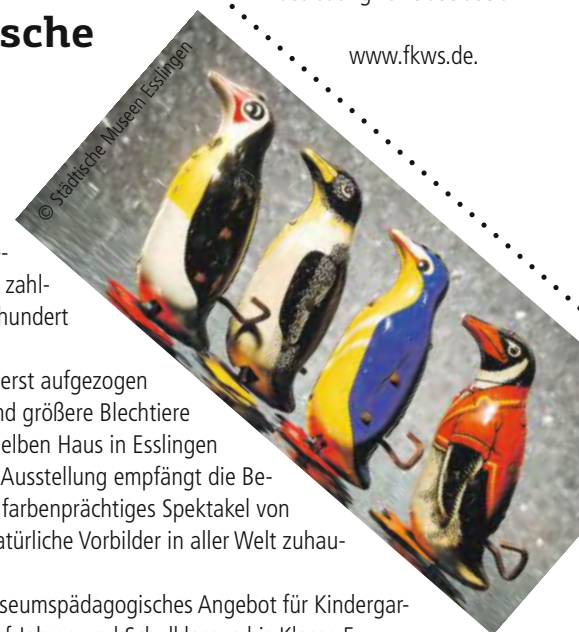 sche
www.fkws.de.
© Städtische Museen Esslingen
zahl-
hundert
erst aufgezogen
nd größere Blechtiere
elben Haus in Esslingen
Ausstellung empfängt die Be-
farbenprächtiges Spektakel von
atürliche Vorbilder in aller Welt zuhau-
seumspädagogisches Angebot für Kindergar-